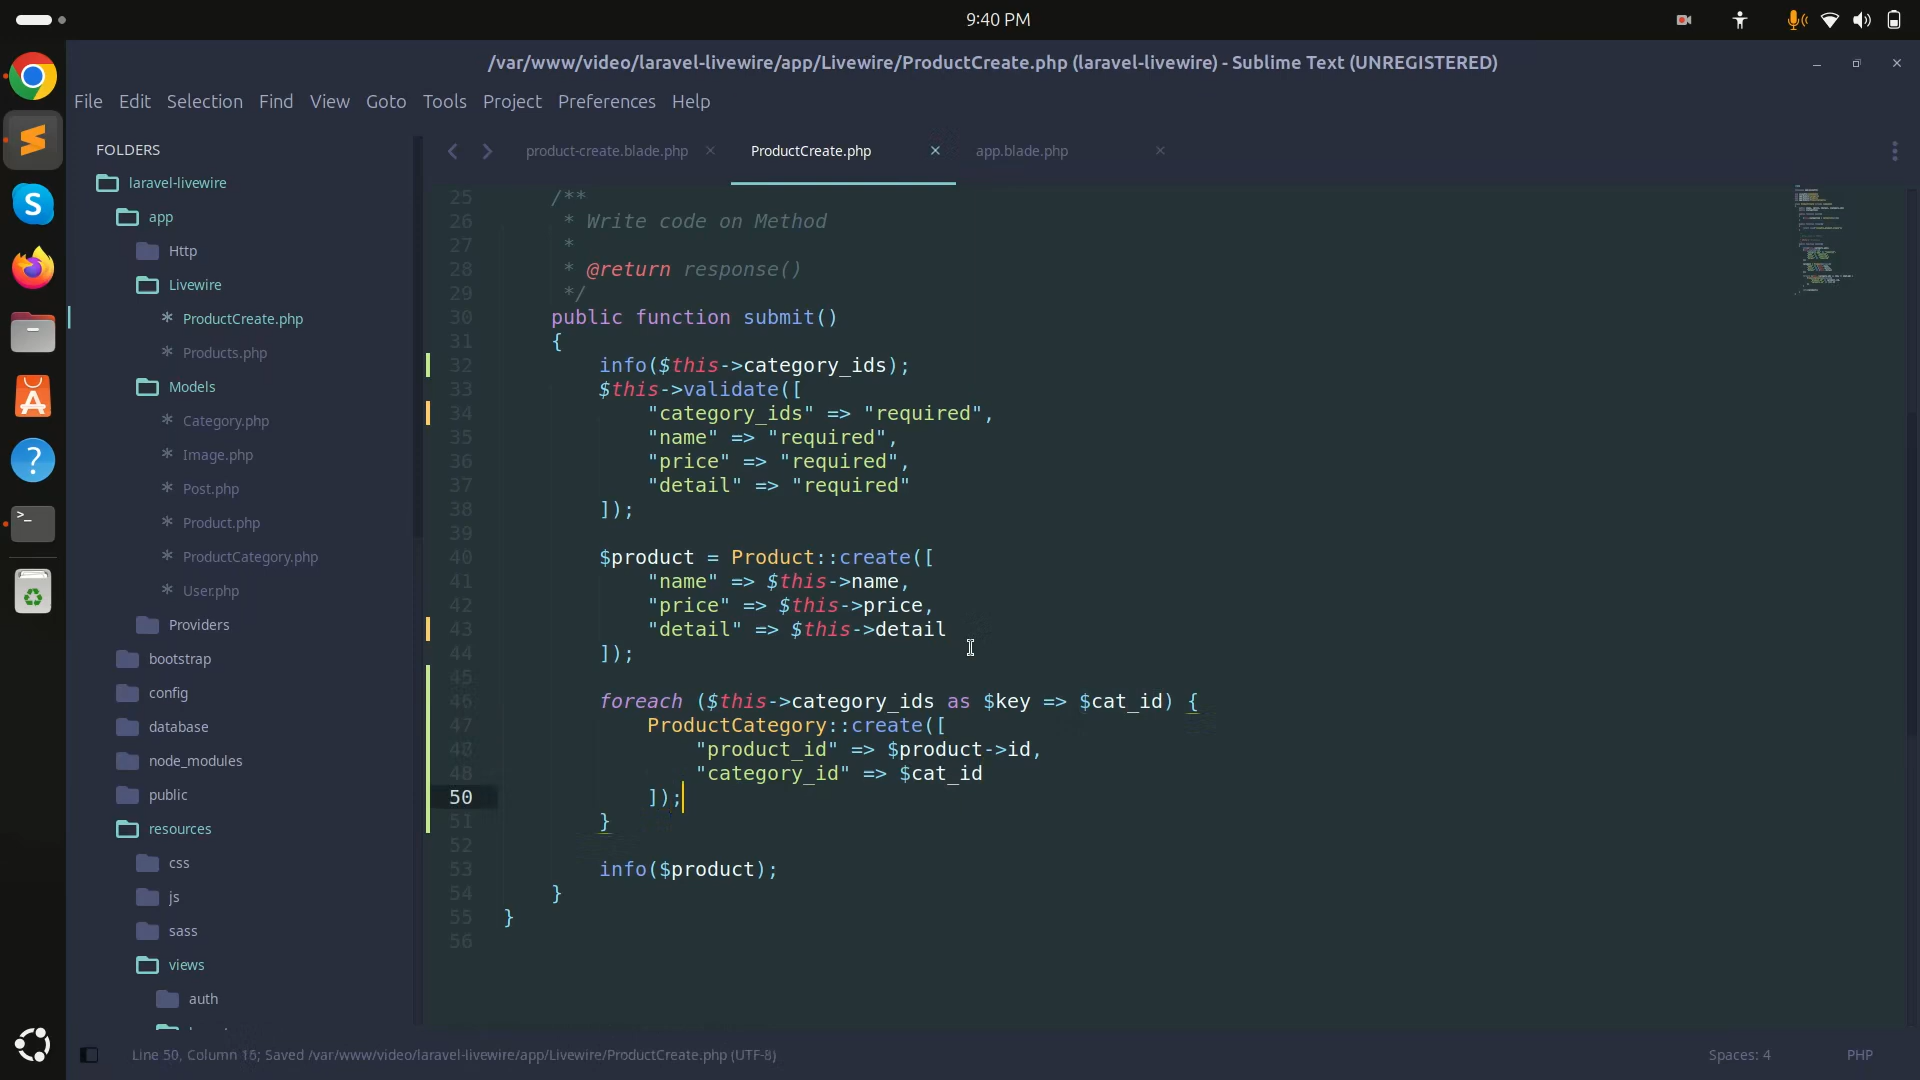 9:40 PM
/var/www/video/laravel-livewire/app/Livewire/ProductCreate.php (laravel-livewire) - Sublime Text (UNREGISTERED)
File Edit Selection Find View Goto Tools Project Preferences Help
FOLDERS
laravel-livewire
app
Http
Livewire
ProductCreate.php
Products.php
Models
Category.php
Image.php
Post.php
Product.php
ProductCategory.php
User.php
Providers
bootstrap
config
database
node_modules
public
resources
css
js
sass
views
auth
product-create.blade.php ProductCreate.php app.blade.php
25 /**
26 * Write code on Method
27 *
28 * @return response()
29 */
30 public function submit()
31 {
32 info($this->category_ids);
33 $this->validate([
34 "category_ids" => "required",
35 "name" => "required",
36 "price" => "required",
37 "detail" => "required"
38 ]);
39
40 $product = Product::create([
41 "name" => $this->name,
42 "price" => $this->price,
43 "detail" => $this->detail
44 ]);
45
46 foreach ($this->category_ids as $key => $cat_id) {
47 ProductCategory::create([
"product_id" => $product->id,
"category_id" => $cat_id
50 ]);
51 }
52
53 info($product);
54 }
55 }
56
Line 50, Column 16; Saved /var/www/video/laravel-livewire/app/Livewire/ProductCreate.php (UTF-8)
Spaces: 4 PHP